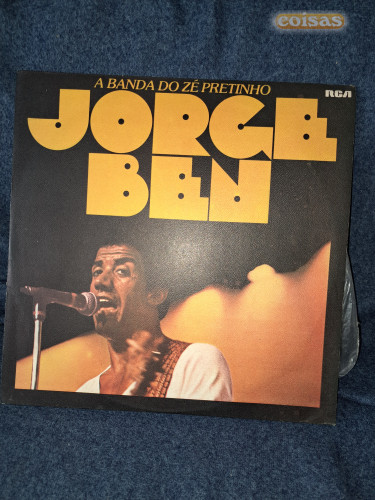 coisas
A BANDA DO ZÉ PRETINHO
RCA
JORGE
BEN